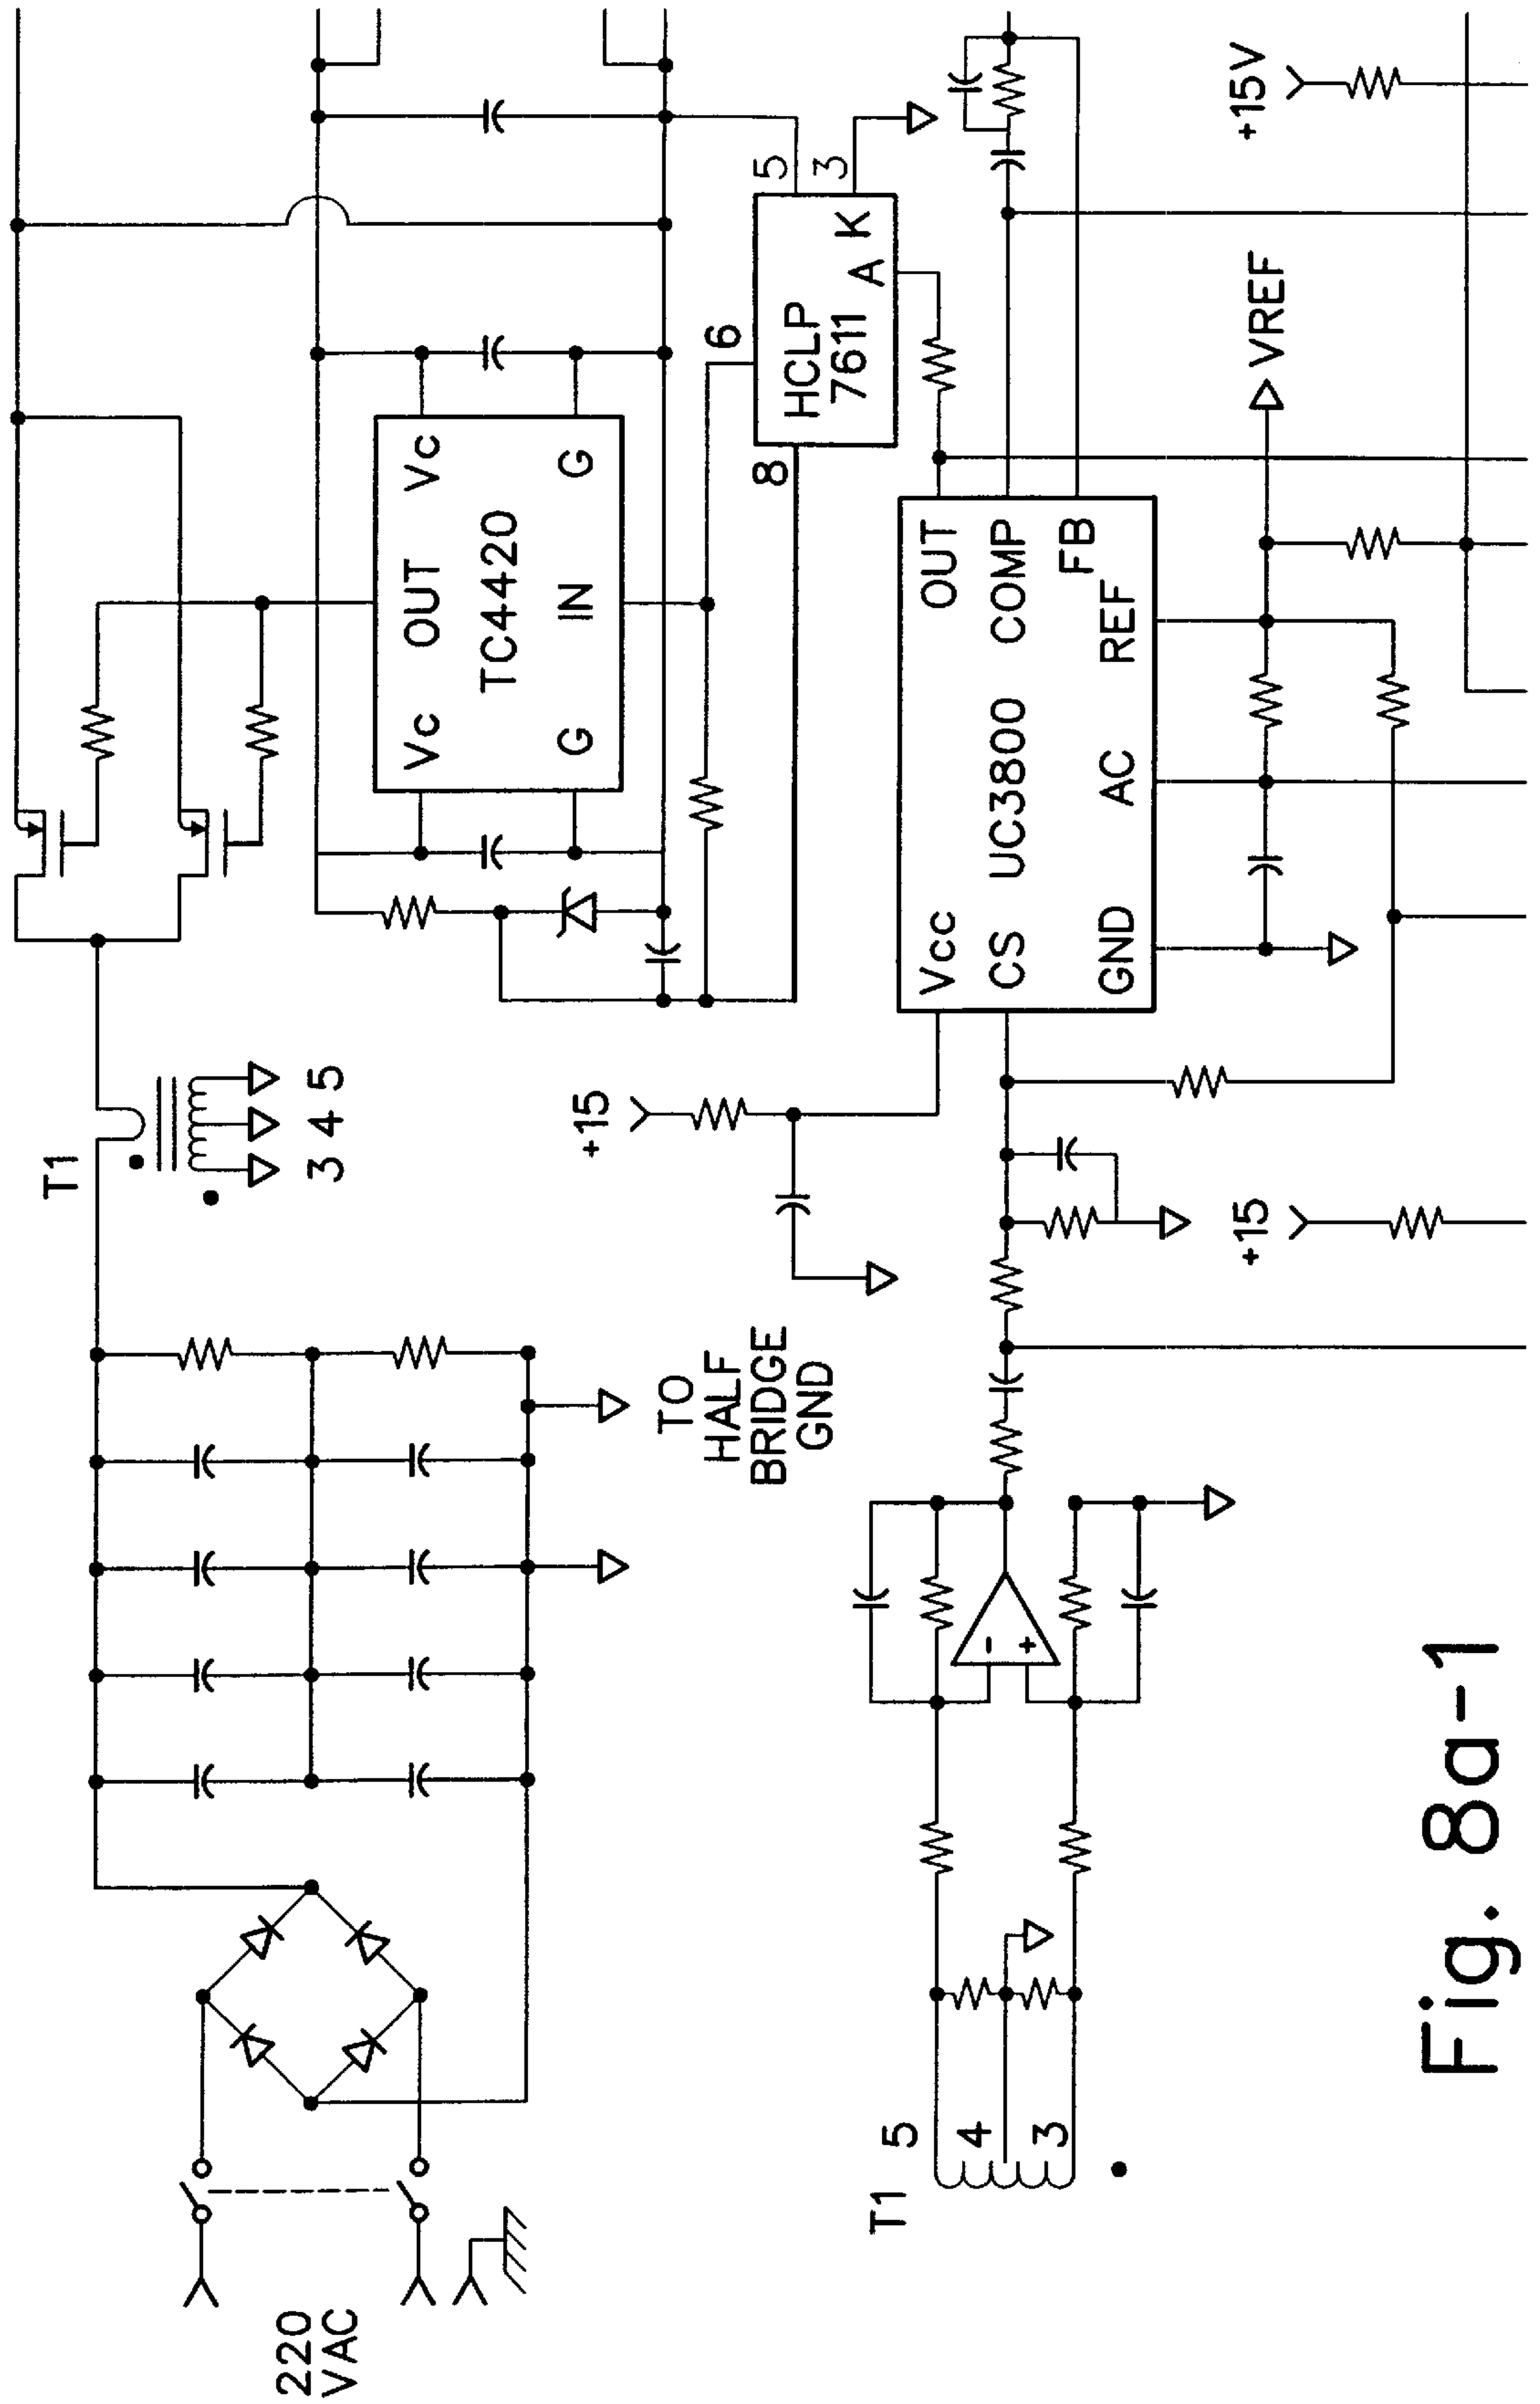 220
VAC
T1
3 4 5
TO
HALF
BRIDGE
GND
Vc
OUT
Vc
TC4420
G
IN
G
6
5
8
3
HCLP
7611
A
K
+15
Vcc
OUT
CS
UC3800
COMP
FB
GND
AC
REF
VREF
+15V
+15
T1
5
4
3
-
+
Fig. 8a-1